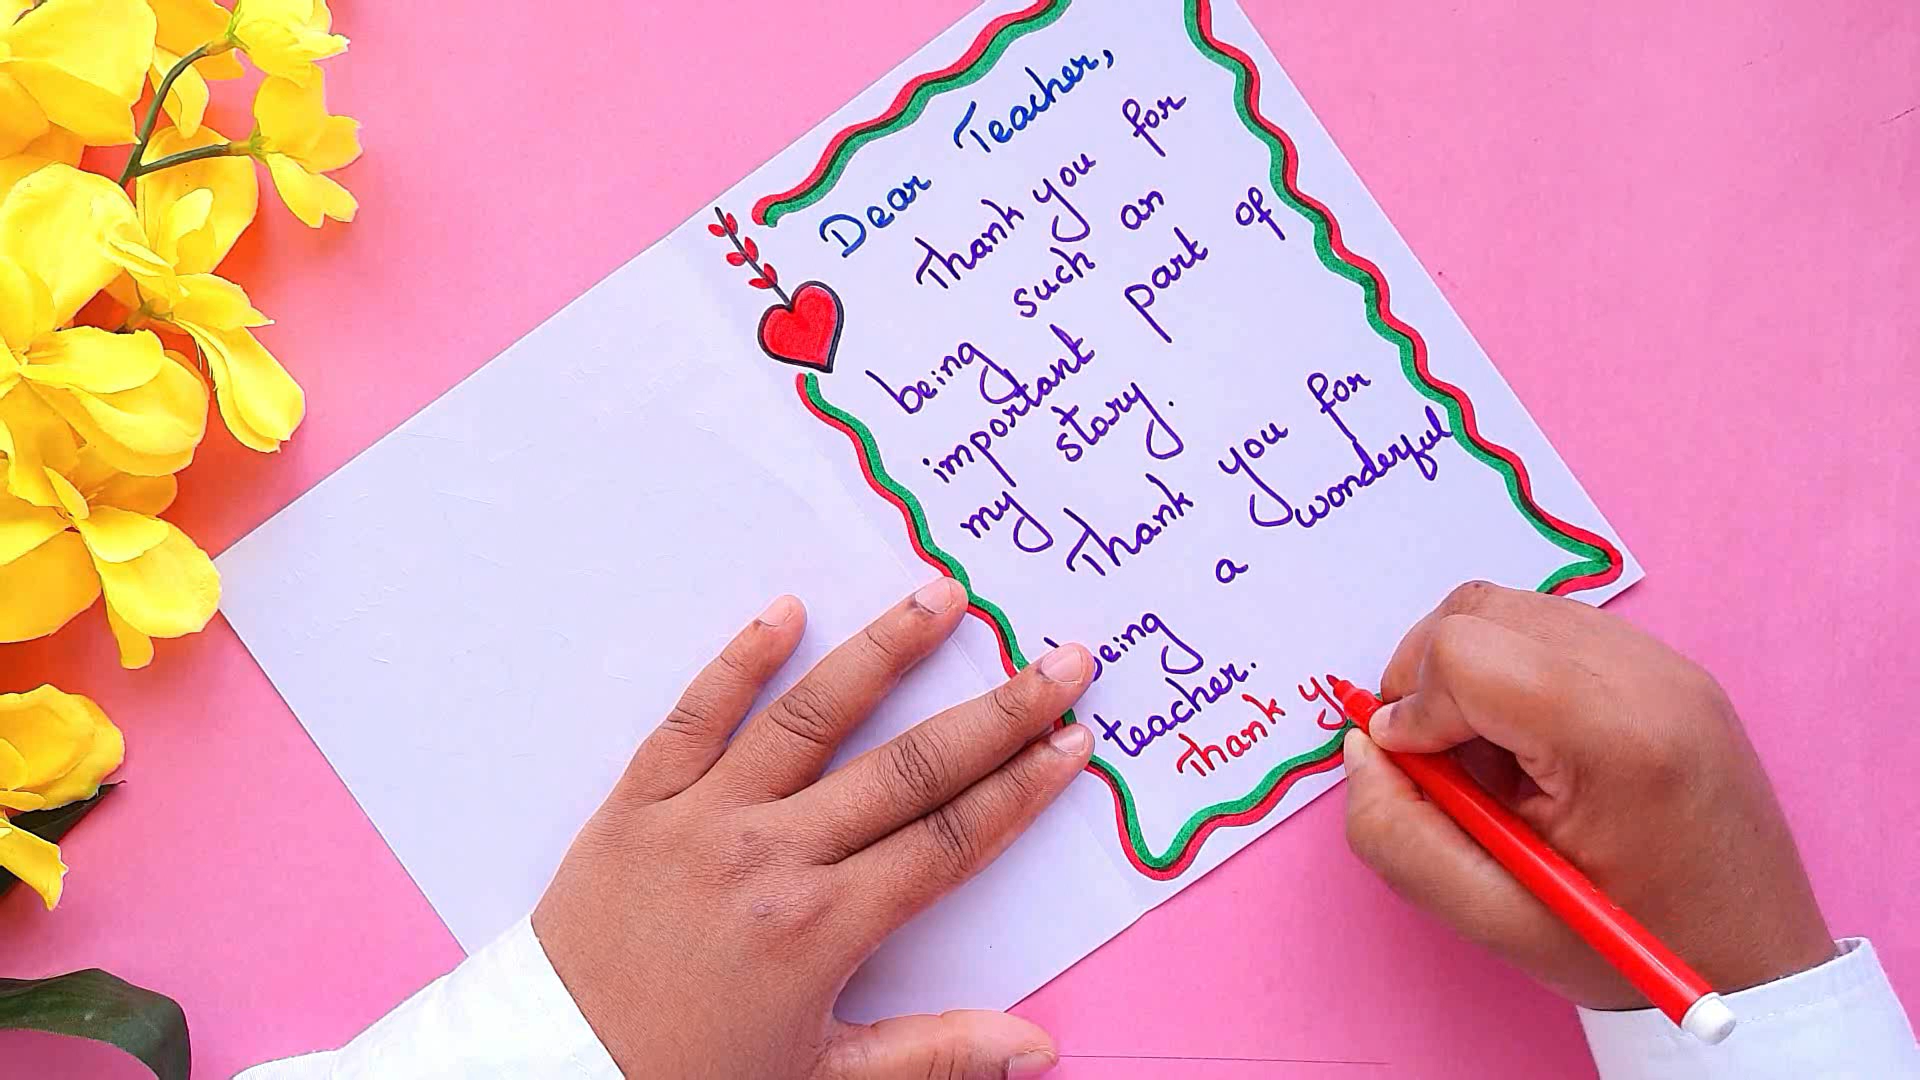 Dear Teacher,
Thank you for
being such an
important part of
my story.
Thank you for
being a wonderful
teacher.
Thank y